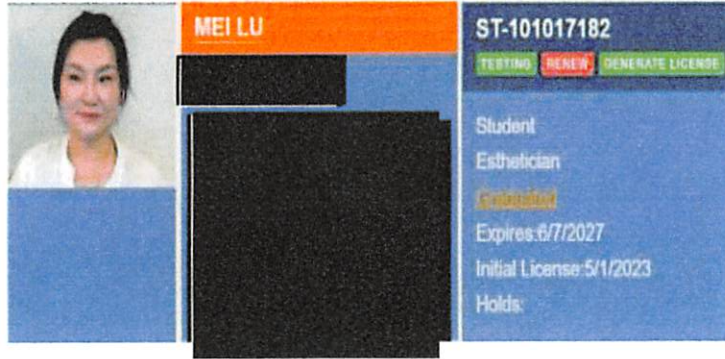 MEI LU
ST-101017182
TESTING RENEW GENERATE LICENSE
Student
Esthetician
Expires:6/7/2027
Initial License:5/1/2023
Holds: